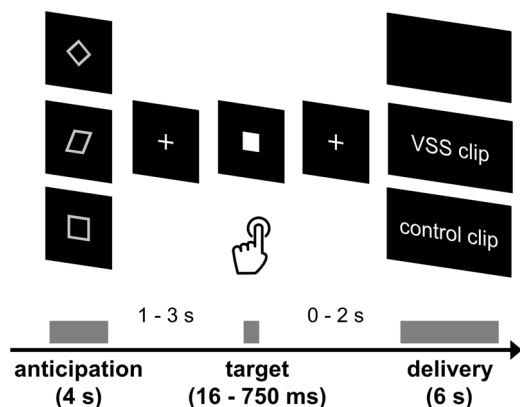 VSS clip
control clip
1 - 3 s
0 - 2 s
anticipation
(4 s)
target
(16 - 750 ms)
delivery
(6 s)